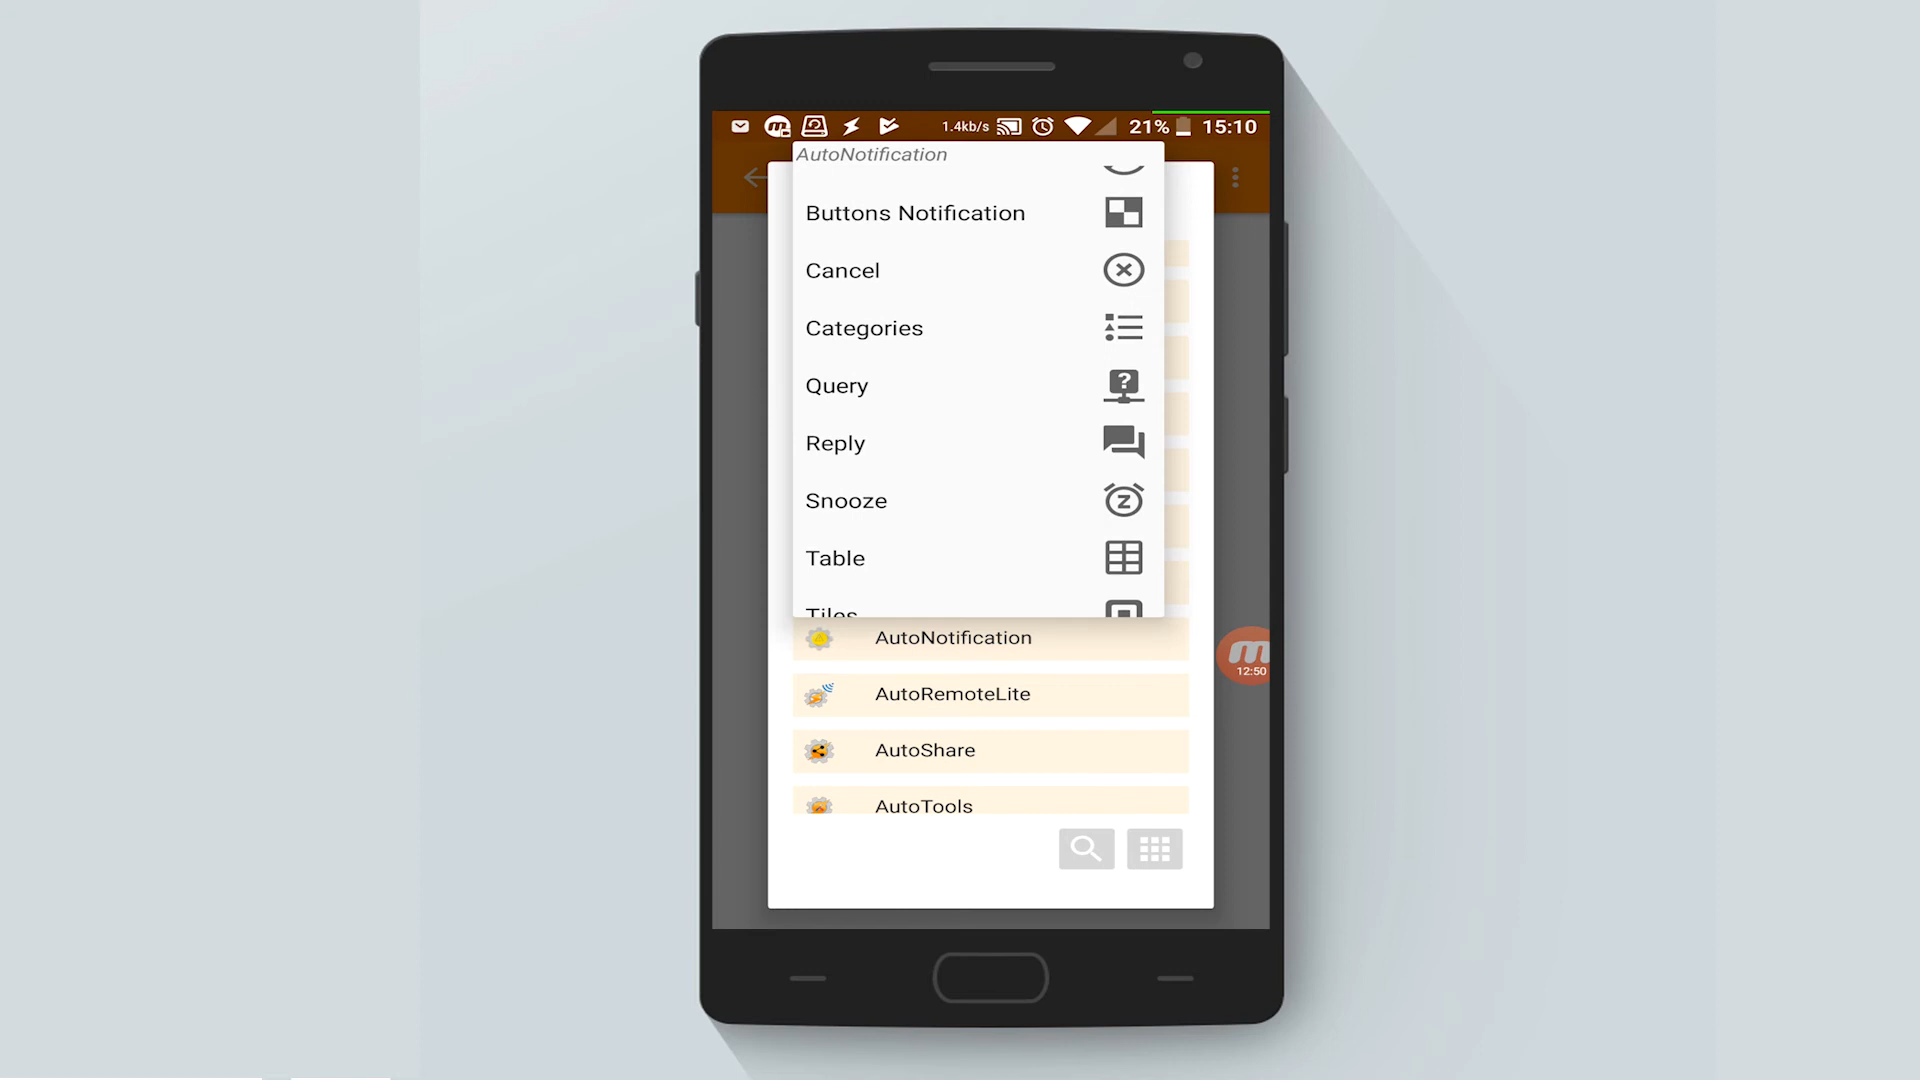 1.4kb/s 21% 15:10
AutoNotification
Buttons Notification
Cancel
Categories
Query
Reply
Snooze
Table
Tiles
AutoNotification
12:50
AutoRemoteLite
AutoShare
AutoTools